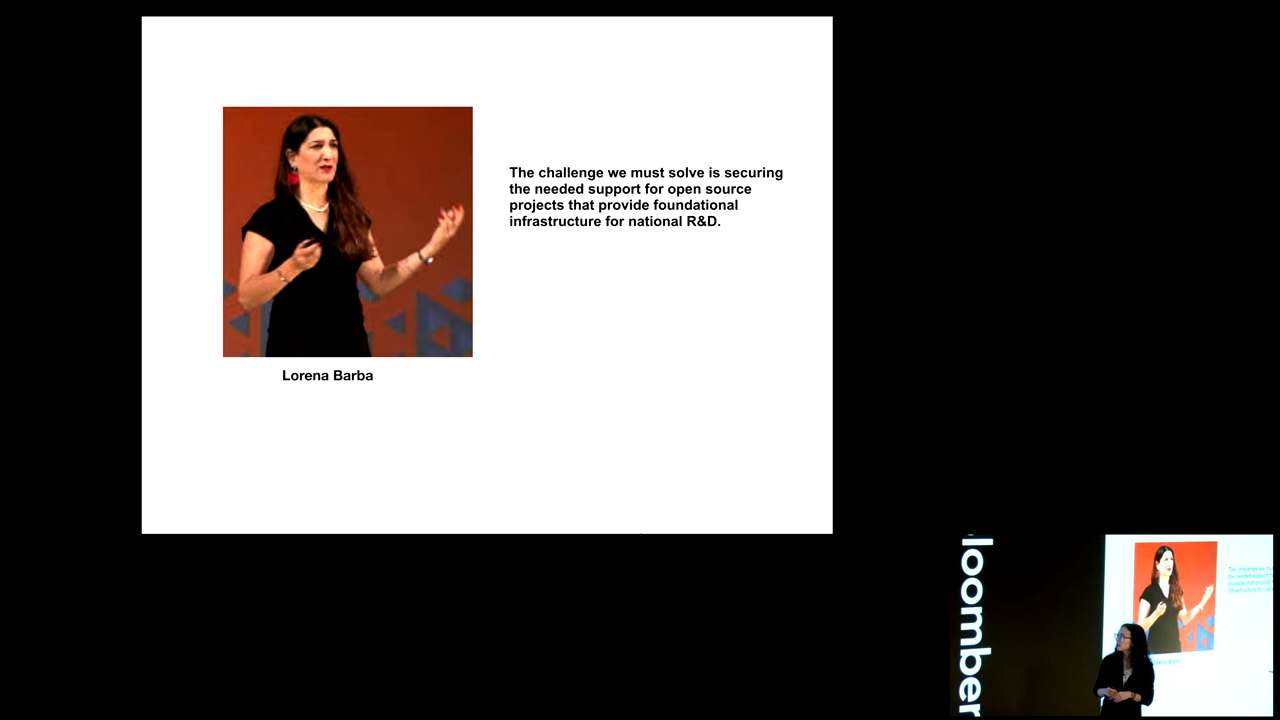 The challenge we must solve is securing
the needed support for open source
projects that provide foundational
infrastructure for national R&D.
Lorena Barba
loomber